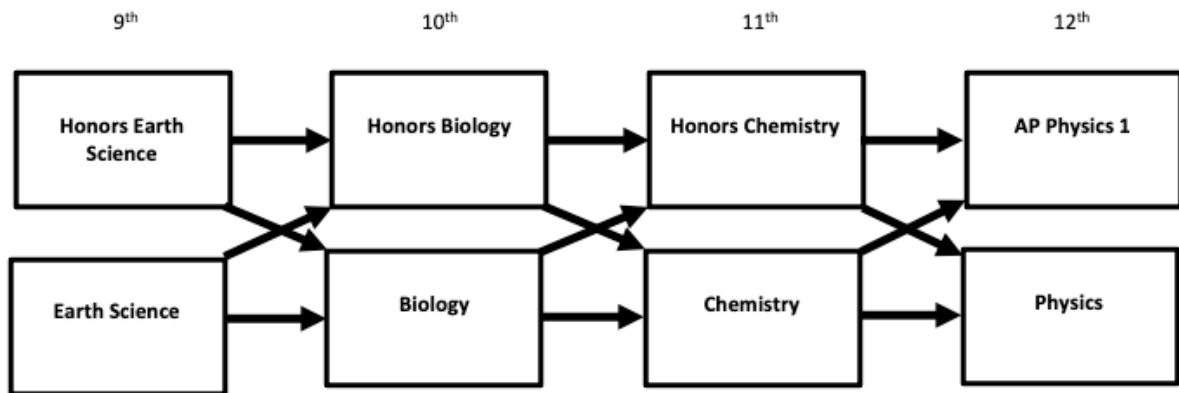 9th
10th
11th
12th
Honors Earth
Science
Honors Biology
Honors Chemistry
AP Physics 1
Earth Science
Biology
Chemistry
Physics